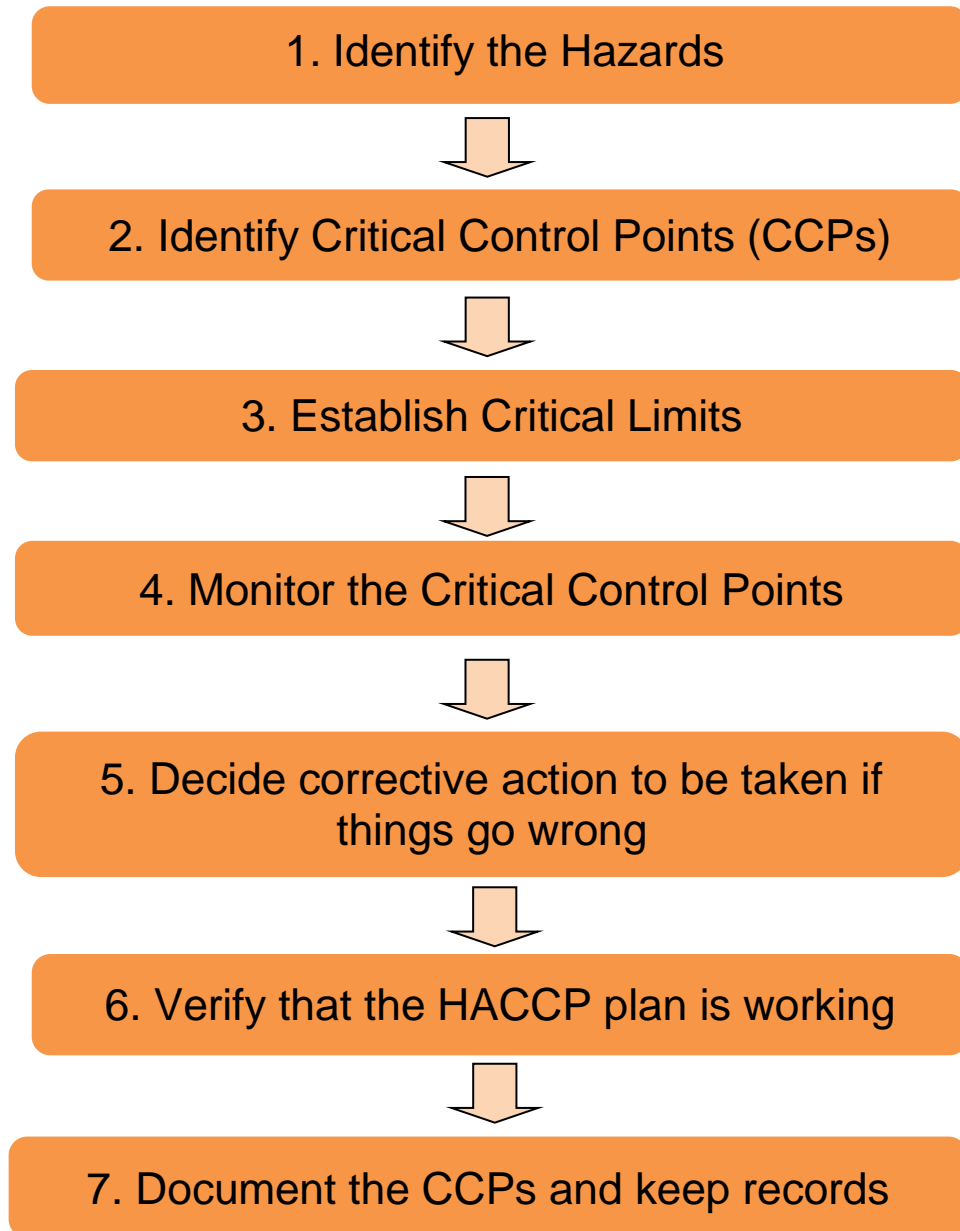 1. Identify the Hazards
2. Identify Critical Control Points (CCPs)
3. Establish Critical Limits
4. Monitor the Critical Control Points
5. Decide corrective action to be taken if
things go wrong
6. Verify that the HACCP plan is working
7. Document the CCPs and keep records